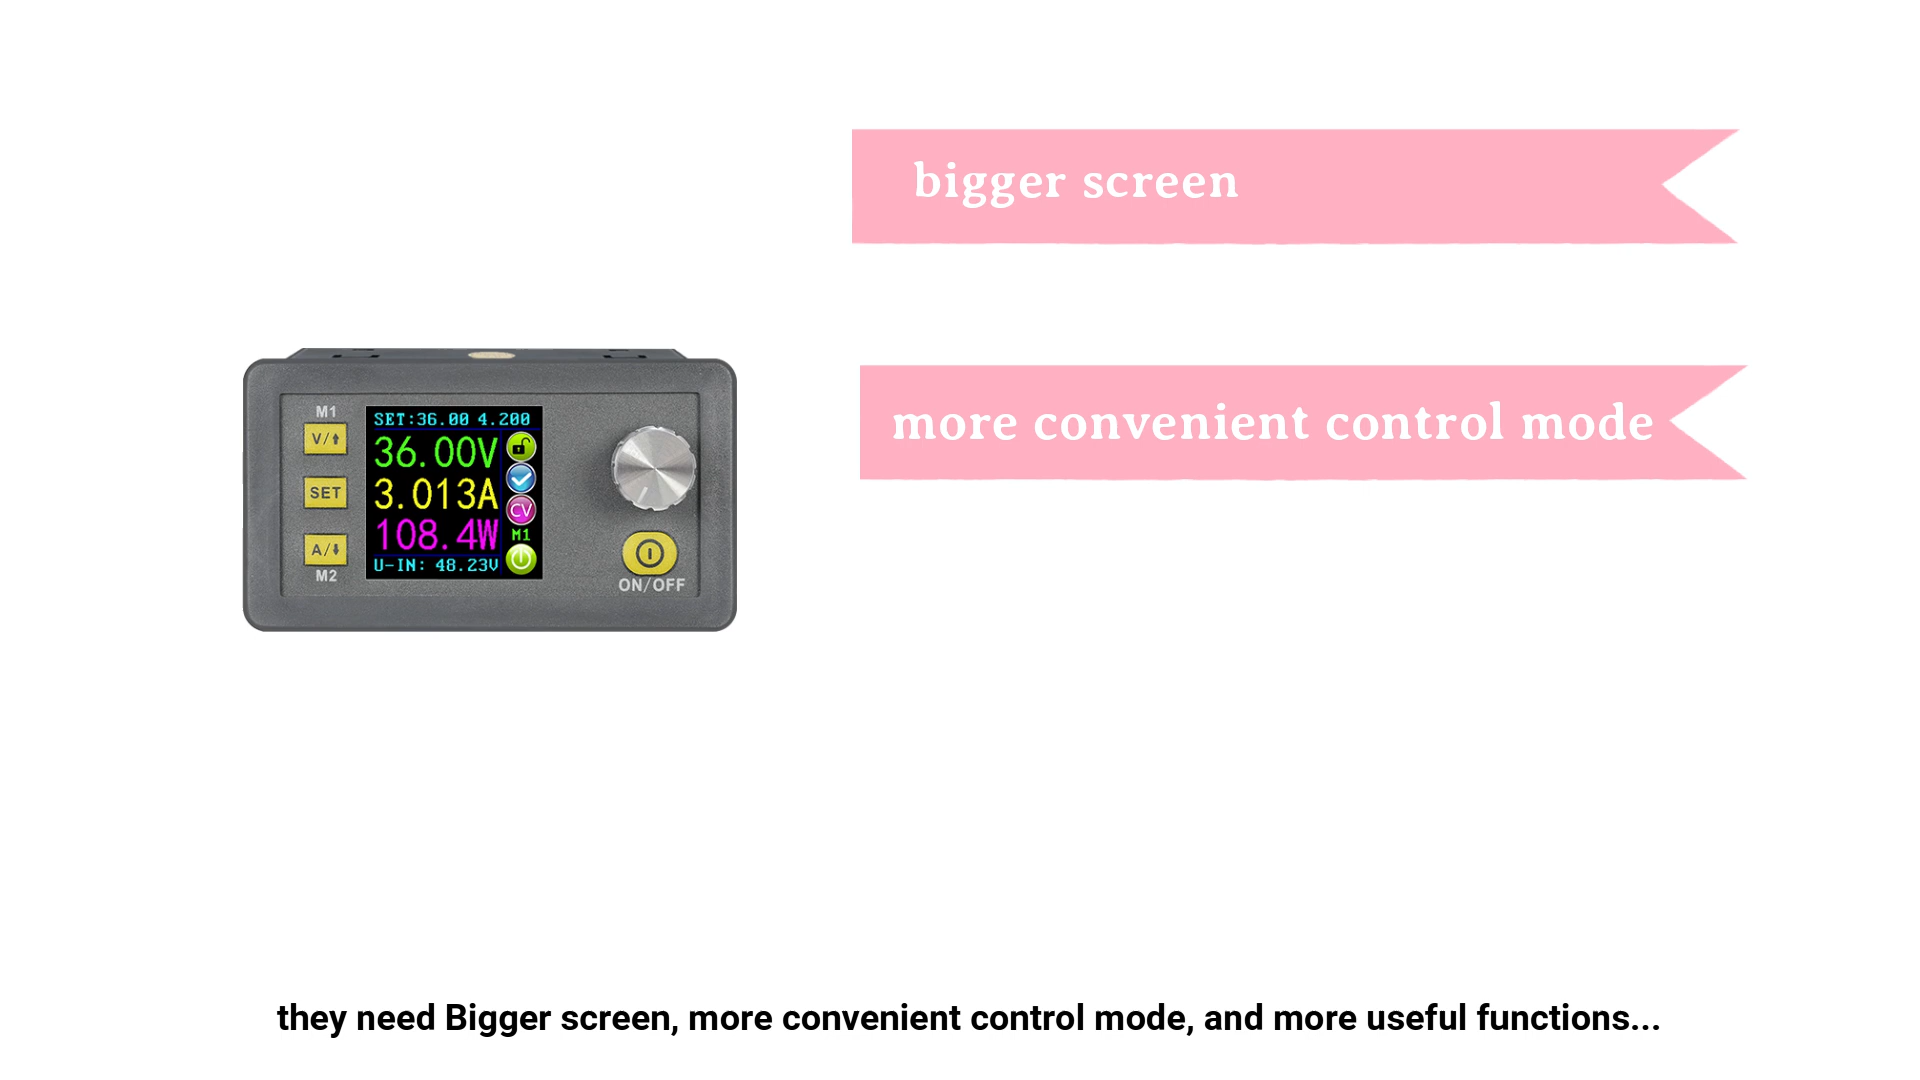 bigger screen
more convenient control mode
M1
V/⬆
SET
A/⬇
M2
SET:36.00 4.200
36.00V
3.013A
108.4W
U-IN: 48.23V
CV
M1
ON/OFF
they need Bigger screen, more convenient control mode, and more useful functions...